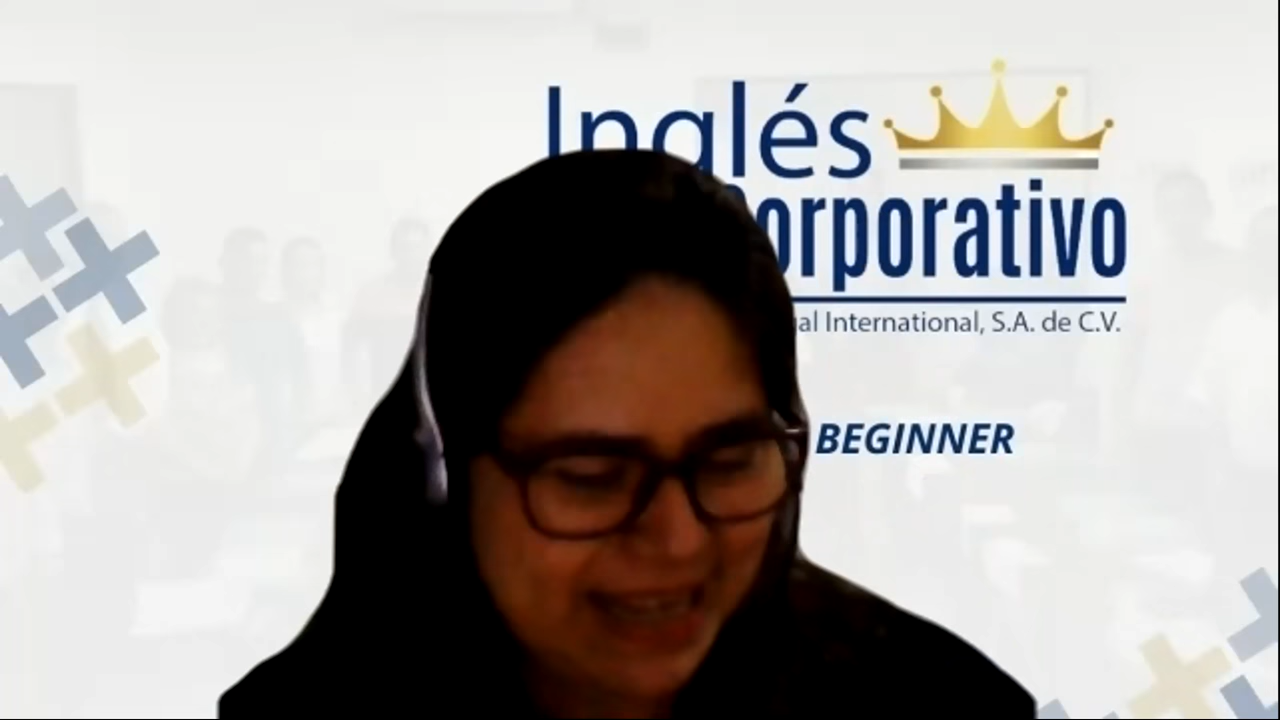 Inglés
orporativo
al International, S.A. de C.V.
BEGINNER